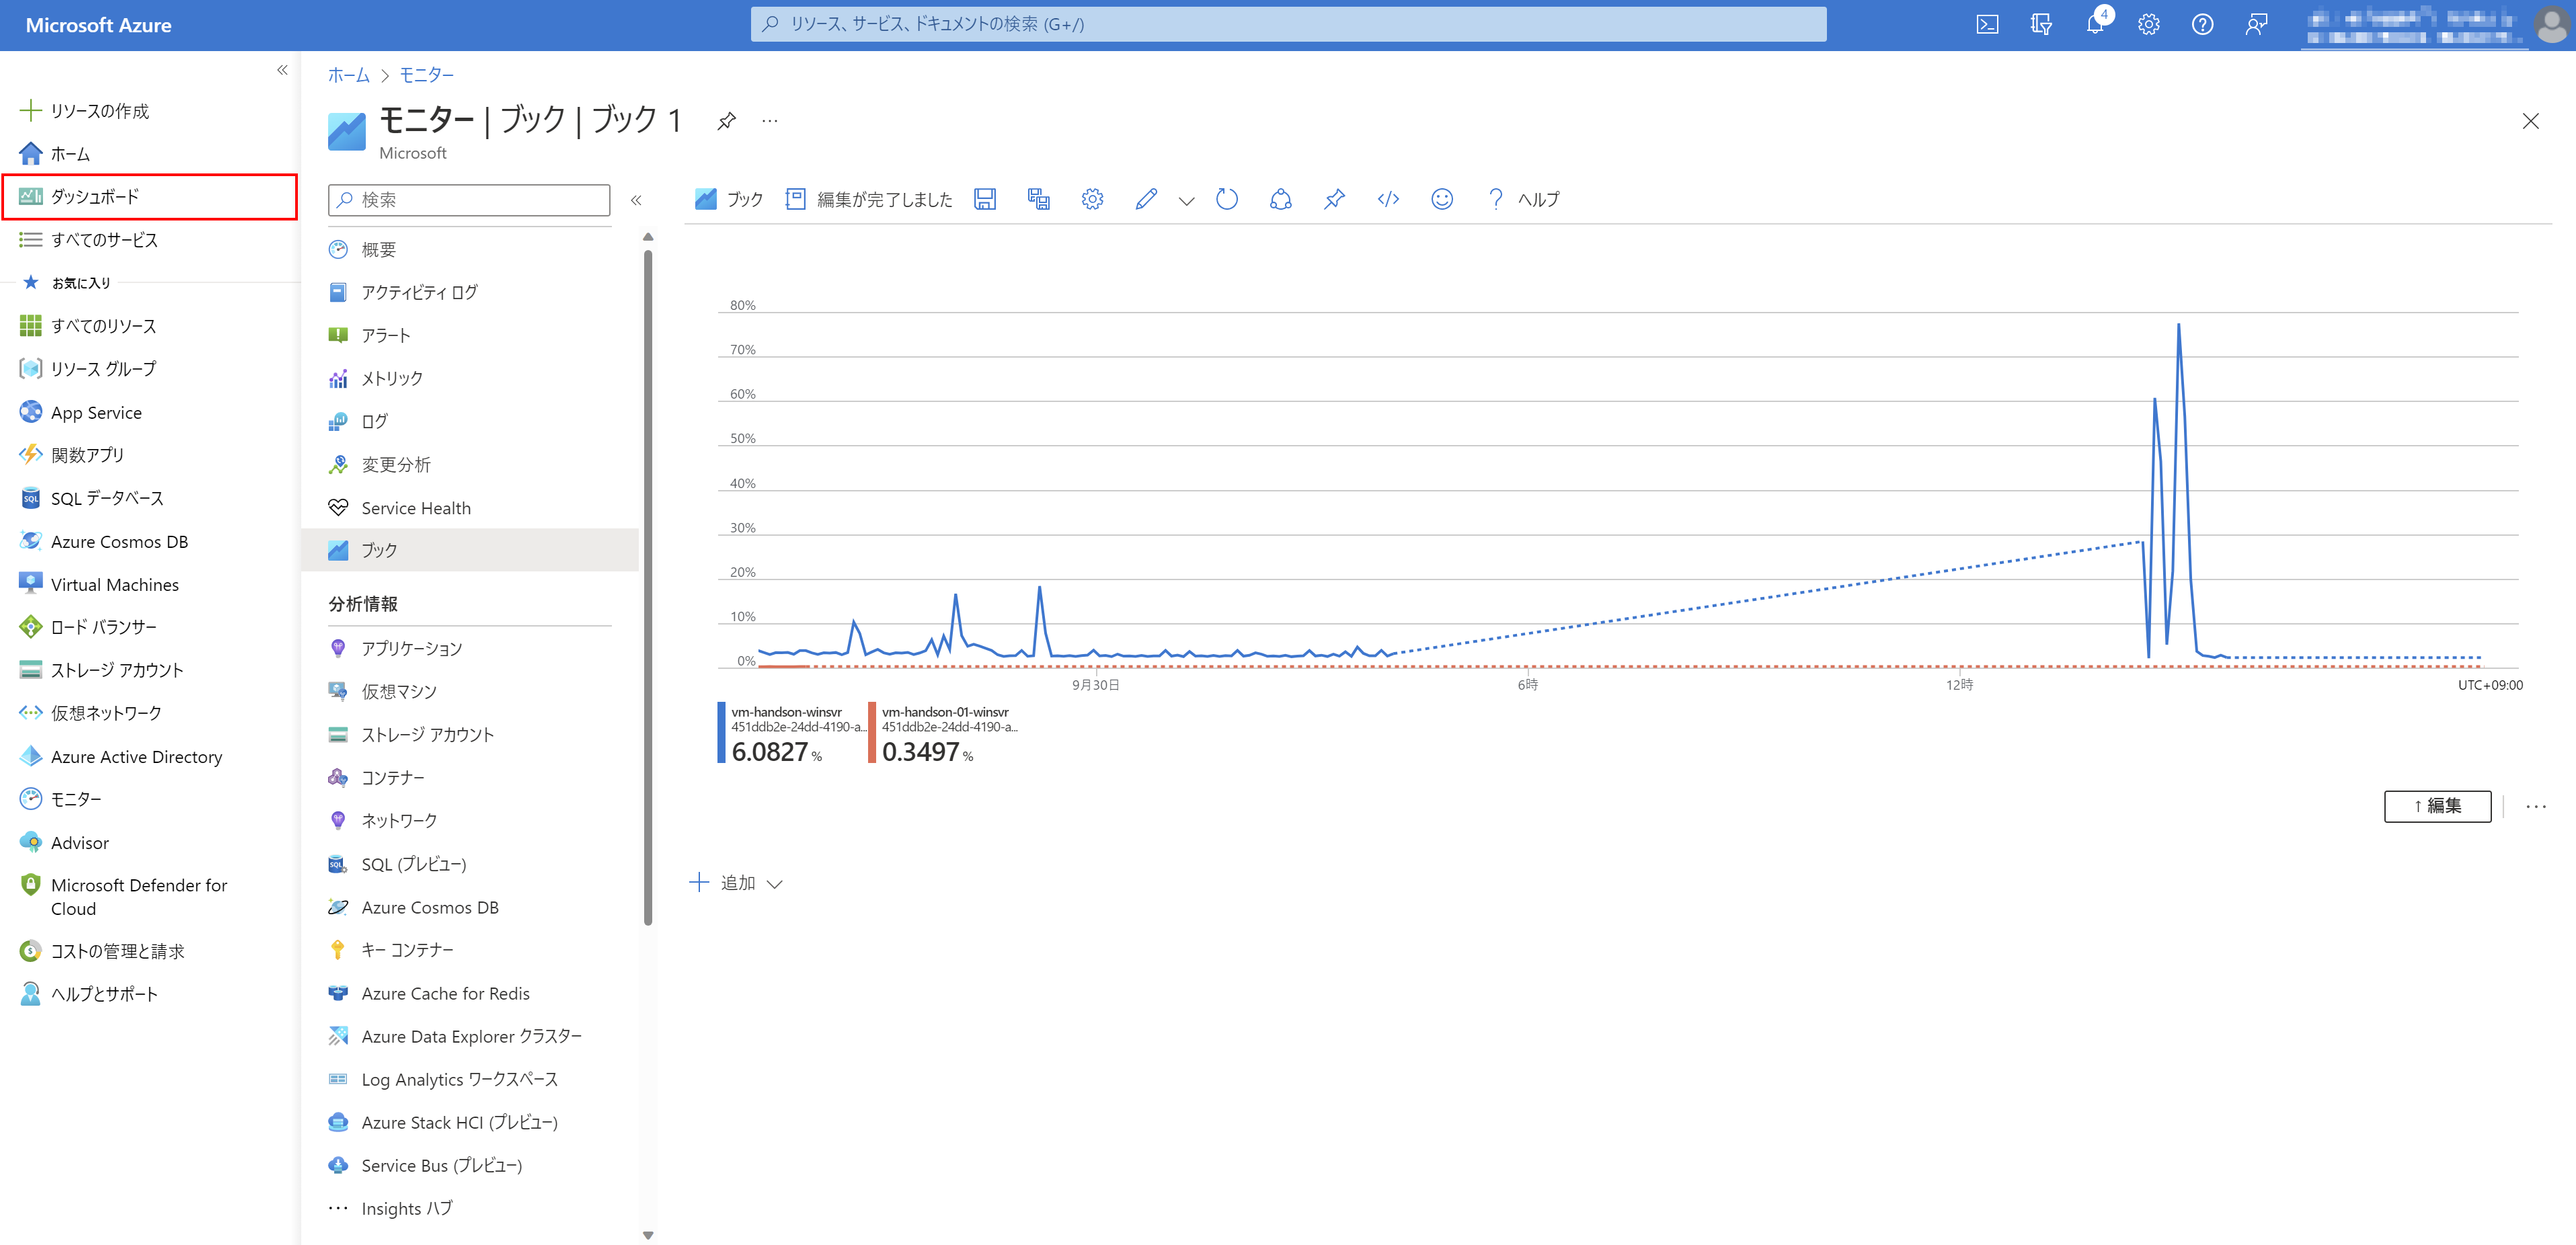 Microsoft Azure
リソース、サービス、ドキュメントの検索 (G+/)
4
リソースの作成
ホーム
ダッシュボード
すべてのサービス
お気に入り
すべてのリソース
リソース グループ
App Service
関数アプリ
SQL データベース
Azure Cosmos DB
Virtual Machines
ロード バランサー
ストレージ アカウント
仮想ネットワーク
Azure Active Directory
モニター
Advisor
Microsoft Defender for
Cloud
コストの管理と請求
ヘルプとサポート
ホーム > モニター
モニター | ブック | ブック 1
Microsoft
検索
概要
アクティビティ ログ
アラート
メトリック
ログ
変更分析
Service Health
ブック
分析情報
アプリケーション
仮想マシン
ストレージ アカウント
コンテナー
ネットワーク
SQL (プレビュー)
Azure Cosmos DB
キー コンテナー
Azure Cache for Redis
Azure Data Explorer クラスター
Log Analytics ワークスペース
Azure Stack HCI (プレビュー)
Service Bus (プレビュー)
Insights ハブ
ブック 編集が完了しました ヘルプ
80%
70%
60%
50%
40%
30%
20%
10%
0%
9月30日 6時 12時 UTC+09:00
vm-handson-winsvr
451ddb2e-24dd-4190-a...
6.0827 %
vm-handson-01-winsvr
451ddb2e-24dd-4190-a...
0.3497 %
↑ 編集
追加